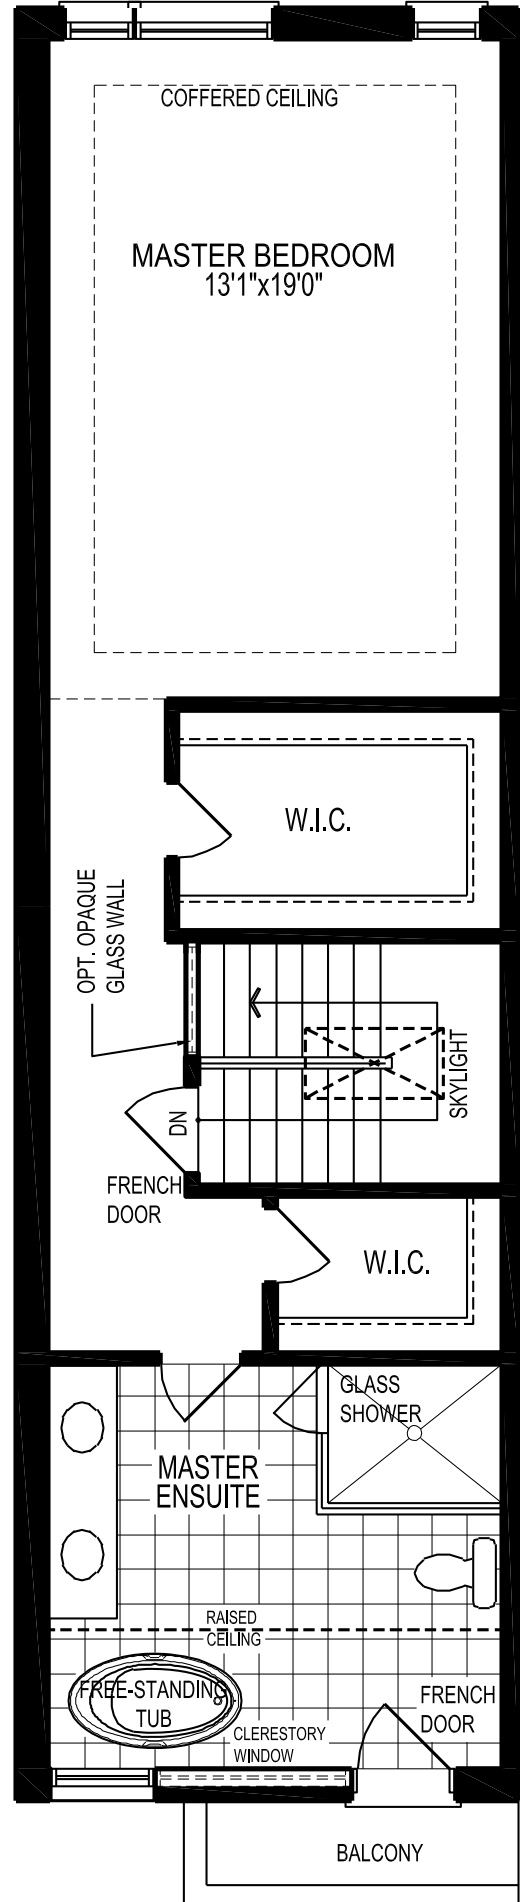 COFFERED CEILING
MASTER BEDROOM
13'1"x19'0"
W.I.C.
OPT. OPAQUE
GLASS WALL
SKYLIGHT
DN
FRENCH
DOOR
W.I.C.
GLASS
SHOWER
MASTER
ENSUITE
RAISED
CEILING
FREE-STANDING
TUB
FRENCH
DOOR
CLERESTORY
WINDOW
BALCONY